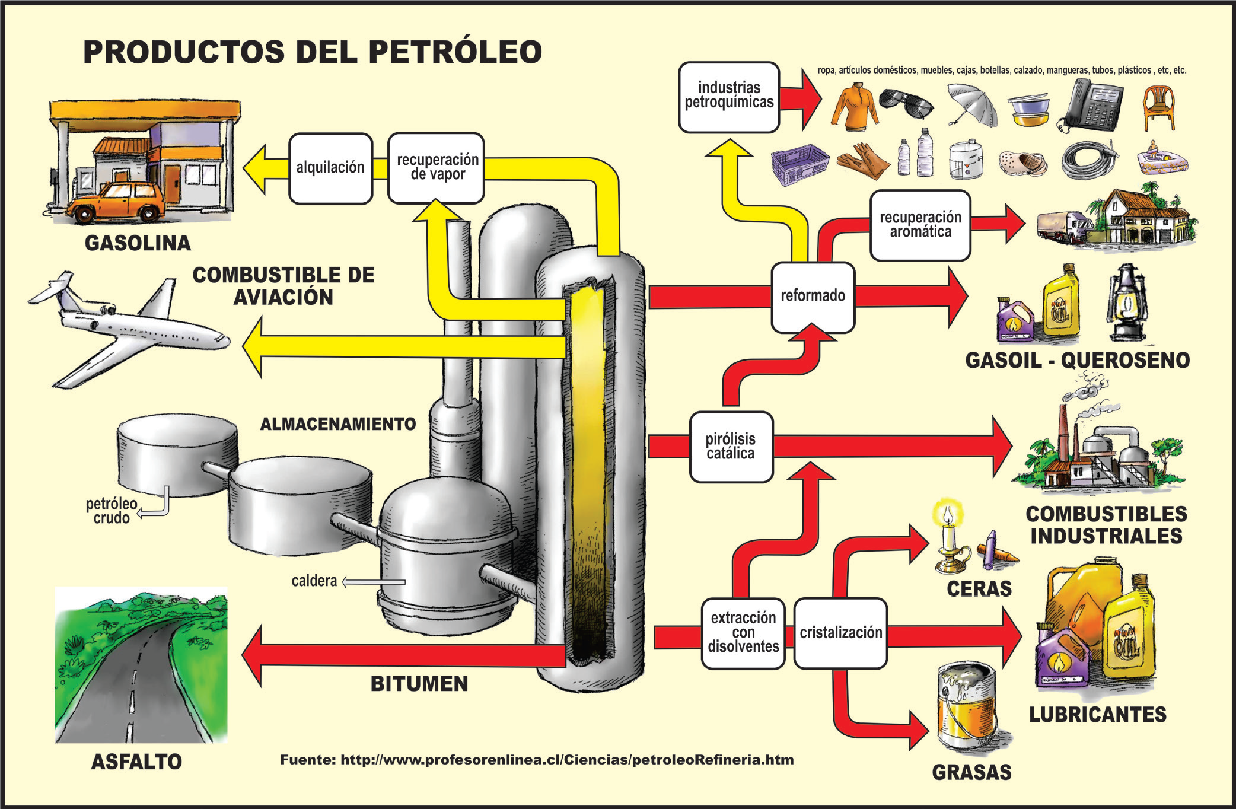 PRODUCTOS DEL PETRÓLEO
ropa, artículos domésticos, muebles, cajas, botellas, calzado, mangueras, tubos, plásticos , etc, etc.
industrias
petroquímicas
alquilación
recuperación
de vapor
GASOLINA
recuperación
aromática
COMBUSTIBLE DE
AVIACIÓN
reformado
OIL
GASOIL - QUEROSENO
ALMACENAMIENTO
pirólisis
catálica
petróleo
crudo
COMBUSTIBLES
INDUSTRIALES
caldera
CERAS
extracción
con
disolventes
cristalización
OIL
BITUMEN
LUBRICANTES
ASFALTO
Fuente: http://www.profesorenlinea.cl/Ciencias/petroleoRefineria.htm
GRASAS